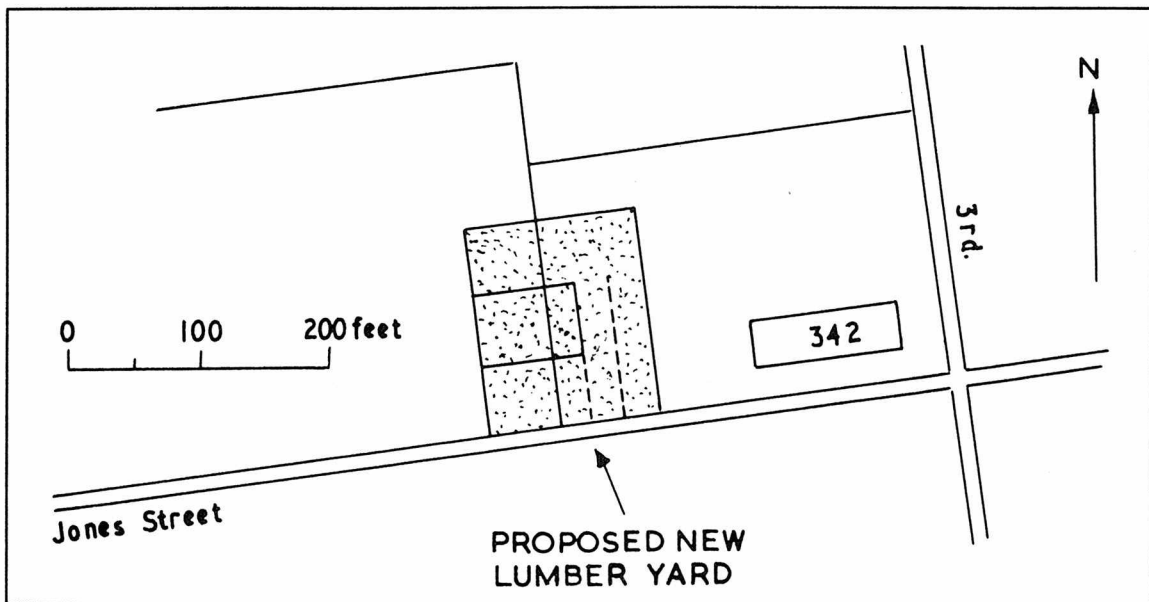 N
3rd.
0 100 200 feet
342
Jones Street
PROPOSED NEW
LUMBER YARD